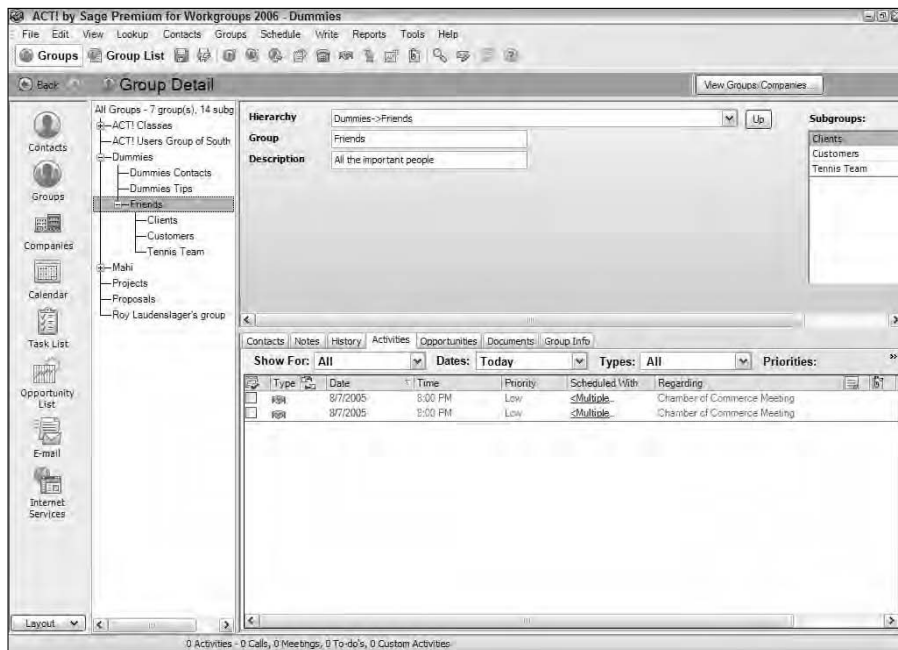 ACT! by Sage Premium for Workgroups 2006 - Dummies
File Edit View Lookup Contacts Groups Schedule Write Reports Tools Help
Groups Group List
Back Group Detail View Groups/Companies...
Contacts
Groups
Companies
Calendar
Task List
Opportunity
List
E-mail
Internet
Services
Layout
All Groups - 7 group(s), 14 subg
ACT! Classes
ACT! Users Group of South
Dummies
Dummies Contacts
Dummies Tips
Friends
Clients
Customers
Tennis Team
Mahi
Projects
Proposals
Roy Laudenslager's group
Hierarchy Dummies->Friends Up
Group Friends
Description All the important people
Subgroups:
Clients
Customers
Tennis Team
Contacts Notes History Activities Opportunities Documents Group Info
Show For: All Dates: Today Types: All Priorities: »
Type Date Time Priority Scheduled With Regarding
8/7/2005 8:00 PM Low <Multiple... Chamber of Commerce Meeting
8/7/2005 8:00 PM Low <Multiple... Chamber of Commerce Meeting
0 Activities - 0 Calls, 0 Meetings, 0 To-do's, 0 Custom Activities